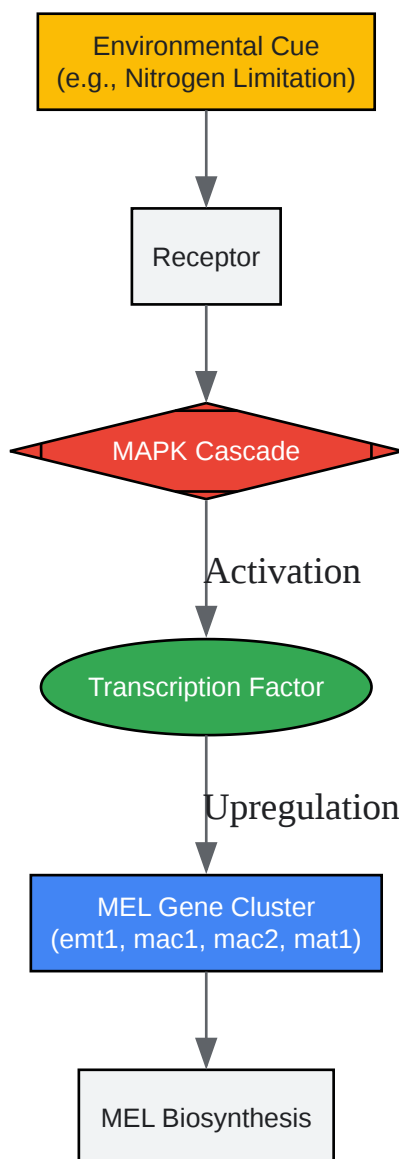 Environmental Cue
(e.g., Nitrogen Limitation)
Receptor
MAPK Cascade
Activation
Transcription Factor
Upregulation
MEL Gene Cluster
(emt1, mac1, mac2, mat1)
MEL Biosynthesis